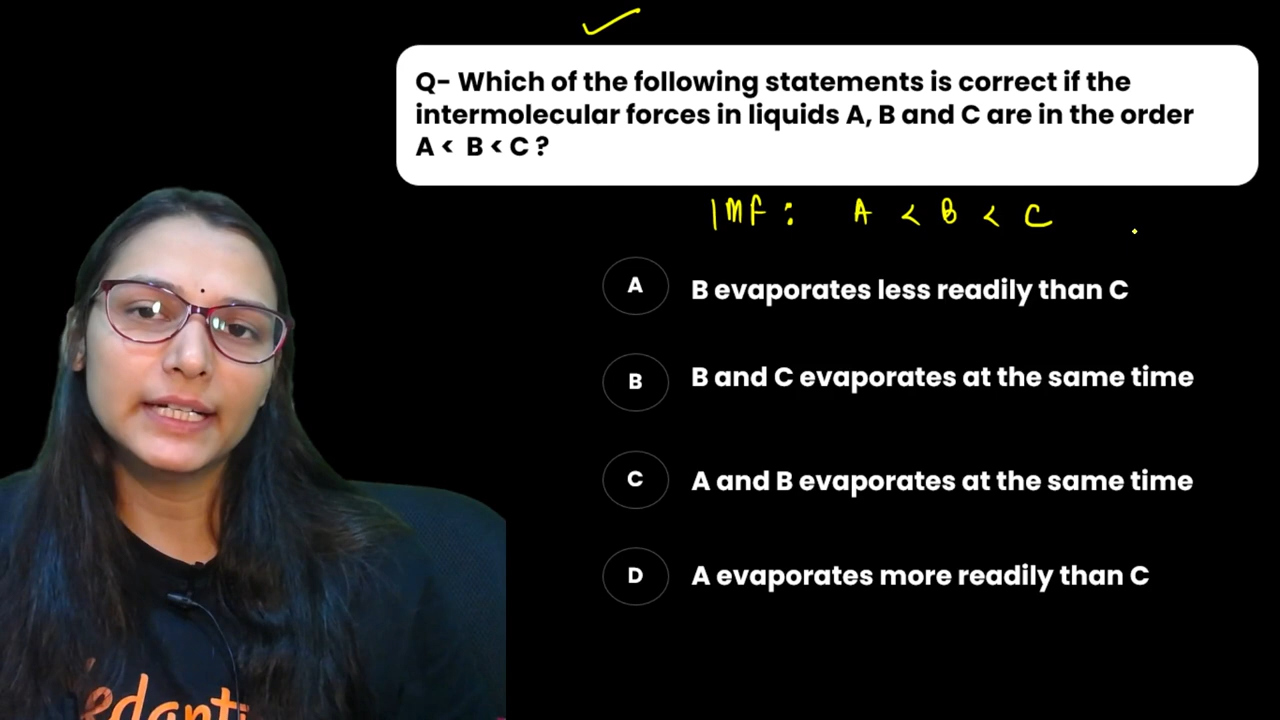 Q- Which of the following statements is correct if the
intermolecular forces in liquids A, B and C are in the order
A < B < C ?
IMF : A < B < C
A B evaporates less readily than C
B B and C evaporates at the same time
C A and B evaporates at the same time
D A evaporates more readily than C